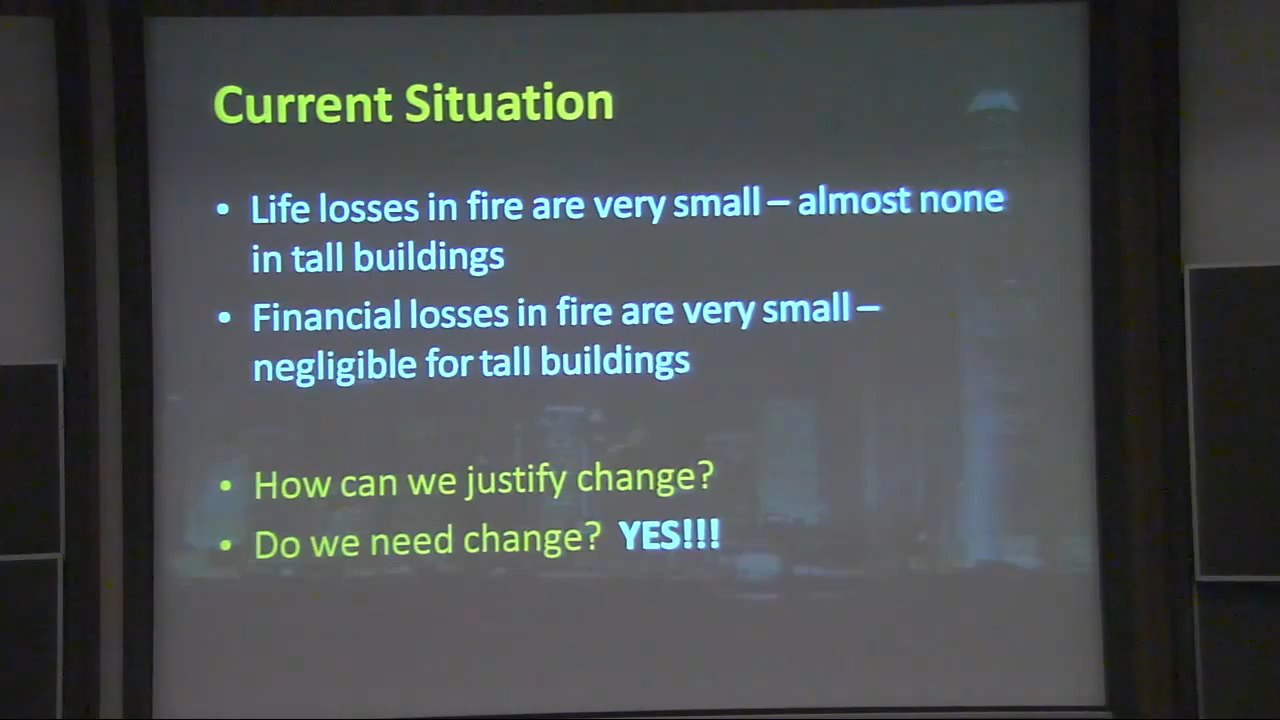 Current Situation
• Life losses in fire are very small – almost none
in tall buildings
• Financial losses in fire are very small –
negligible for tall buildings
• How can we justify change?
• Do we need change? YES!!!